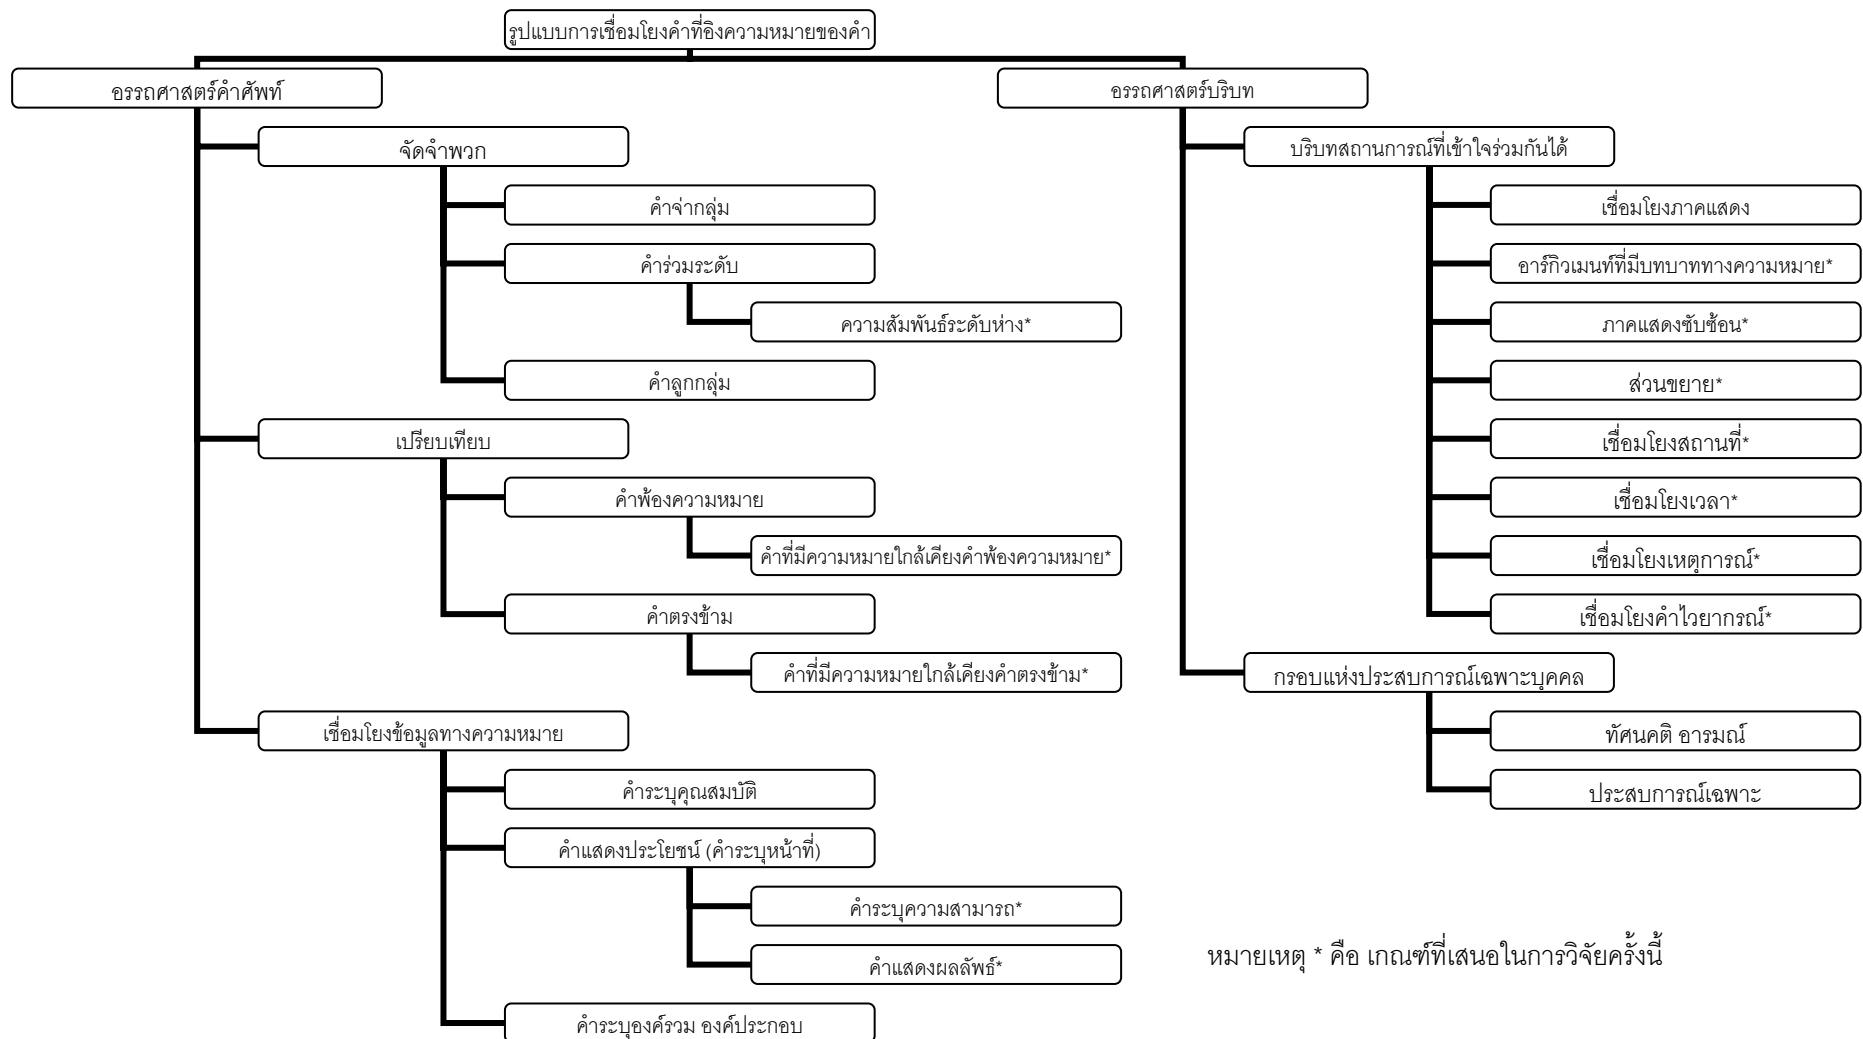 รูปแบบการเชื่อมโยงคำที่อิงความหมายของคำ
อรรถศาสตร์คำศัพท์
จัดจำพวก
คำจ่ากลุ่ม
คำร่วมระดับ
ความสัมพันธ์ระดับห่าง*
คำลูกกลุ่ม
เปรียบเทียบ
คำพ้องความหมาย
คำที่มีความหมายใกล้เคียงคำพ้องความหมาย*
คำตรงข้าม
คำที่มีความหมายใกล้เคียงคำตรงข้าม*
เชื่อมโยงข้อมูลทางความหมาย
คำระบุคุณสมบัติ
คำแสดงประโยชน์ (คำระบุหน้าที่)
คำระบุความสามารถ*
คำแสดงผลลัพธ์*
คำระบุองค์รวม องค์ประกอบ
อรรถศาสตร์บริบท
บริบทสถานการณ์ที่เข้าใจร่วมกันได้
เชื่อมโยงภาคแสดง
อาร์กิวเมนท์ที่มีบทบาททางความหมาย*
ภาคแสดงซับซ้อน*
ส่วนขยาย*
เชื่อมโยงสถานที่*
เชื่อมโยงเวลา*
เชื่อมโยงเหตุการณ์*
เชื่อมโยงคำไวยากรณ์*
กรอบแห่งประสบการณ์เฉพาะบุคคล
ทัศนคติ อารมณ์
ประสบการณ์เฉพาะ
หมายเหตุ * คือ เกณฑ์ที่เสนอในการวิจัยครั้งนี้